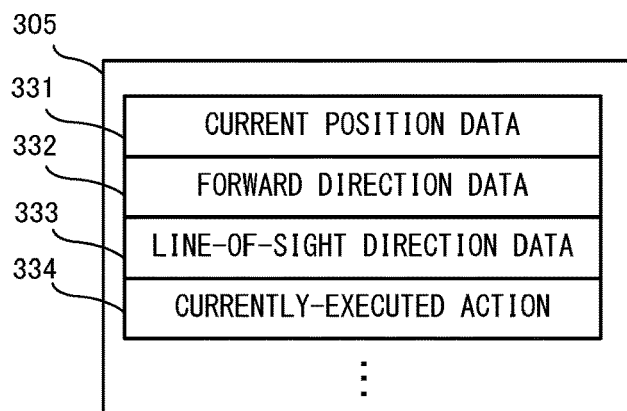 305
331
CURRENT POSITION DATA
332
FORWARD DIRECTION DATA
333
LINE-OF-SIGHT DIRECTION DATA
334
CURRENTLY-EXECUTED ACTION
⋮